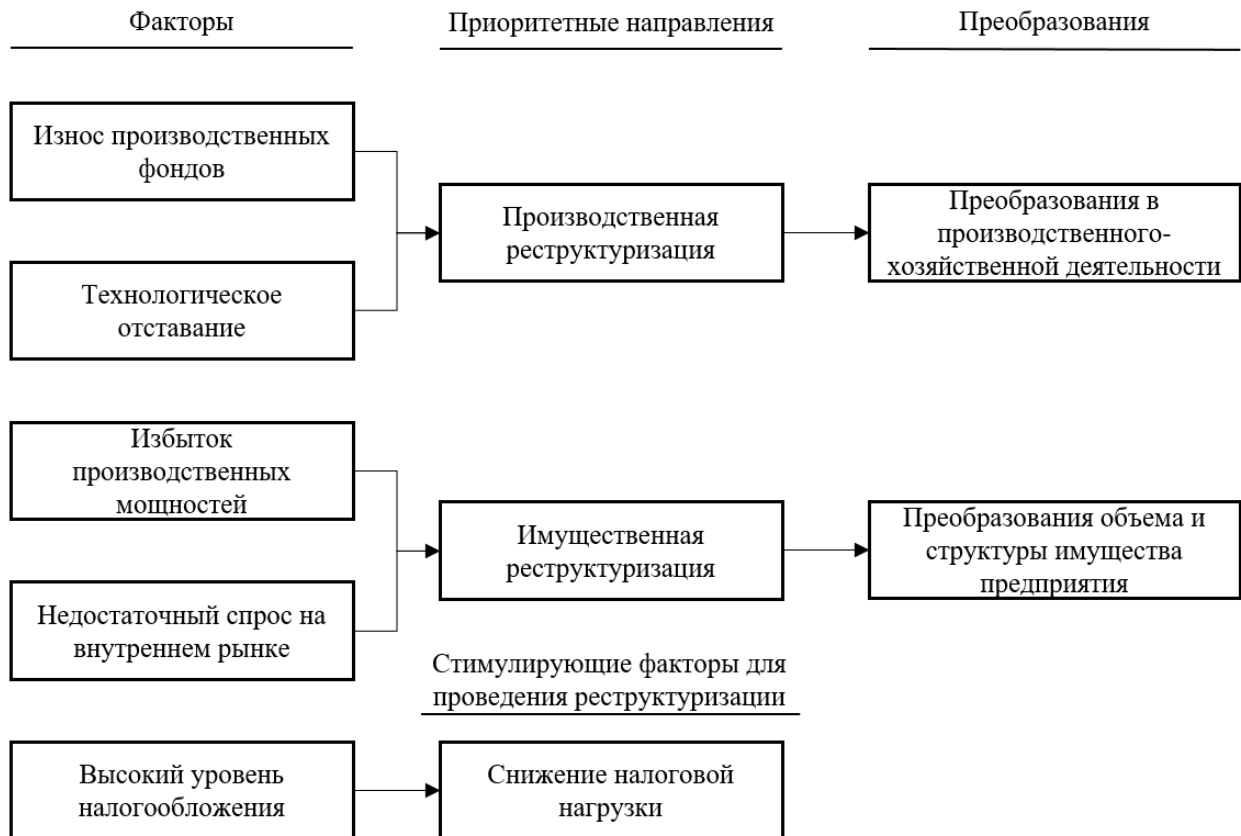 Факторы
Приоритетные направления
Преобразования
Износ производственных
фондов
Технологическое
отставание
Производственная
реструктуризация
Преобразования в
производственного-
хозяйственной деятельности
Избыток
производственных
мощностей
Недостаточный спрос на
внутреннем рынке
Имущественная
реструктуризация
Преобразования объема и
структуры имущества
предприятия
Стимулирующие факторы для
проведения реструктуризации
Высокий уровень
налогообложения
Снижение налоговой
нагрузки